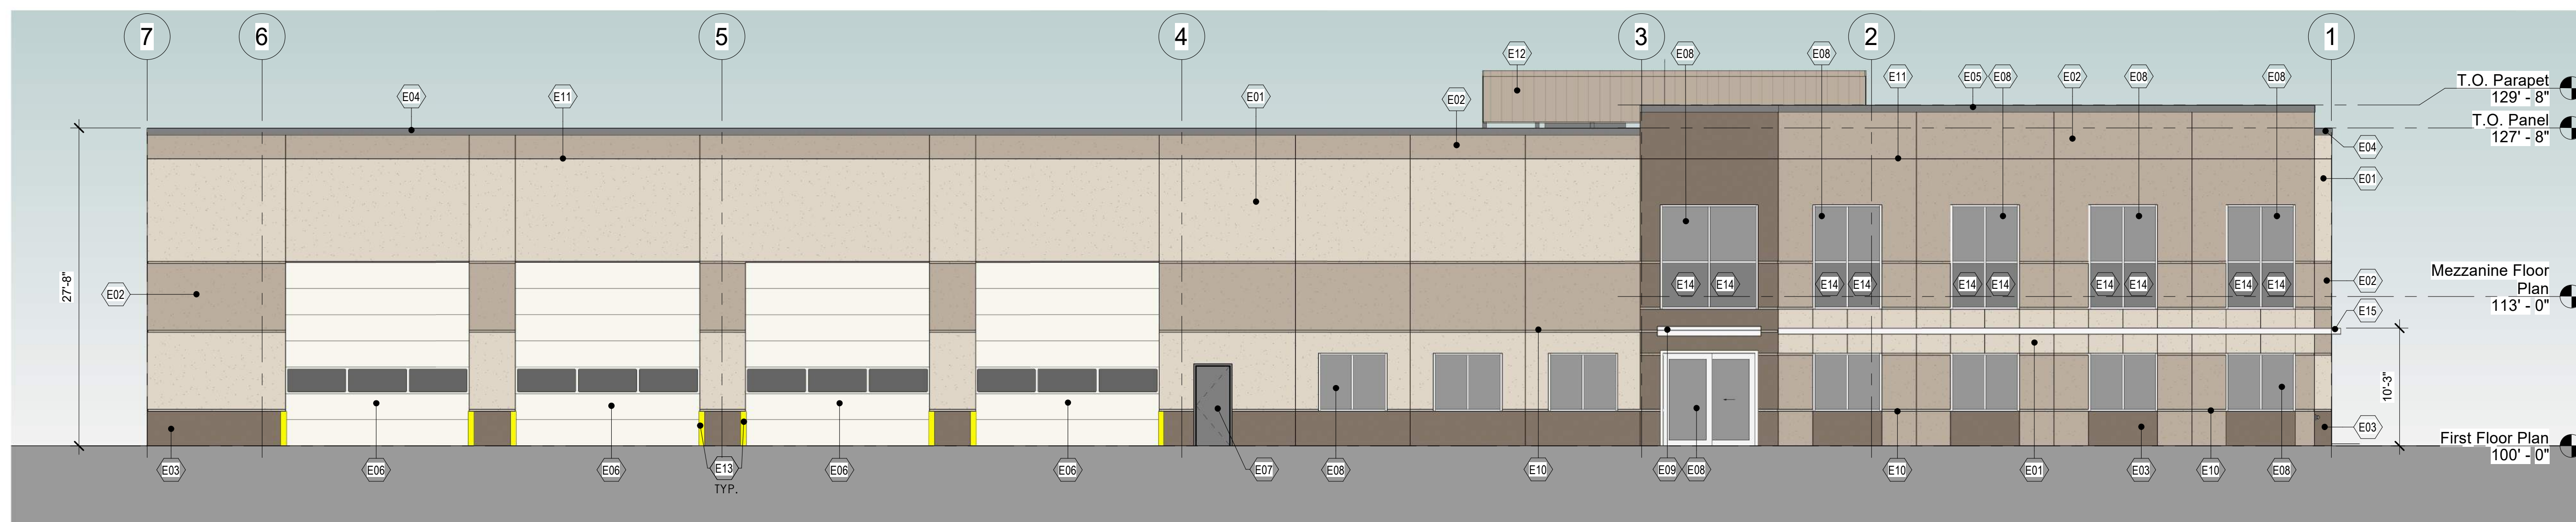 7
6
5
4
3
2
1
E12
E08
E08
E04
E11
E01
E02
E11
E05
E08
E02
E08
E08
T.O. Parapet
129' - 8"
T.O. Panel
127' - 8"
E04
E01
27'-8"
E02
E14
E14
E14
E14
E14
E14
E14
E14
E14
E14
E02
Mezzanine Floor
Plan
113' - 0"
E15
10'-3"
E03
First Floor Plan
100' - 0"
E03
E06
E06
E13
TYP.
E06
E06
E07
E08
E10
E09
E08
E10
E01
E03
E10
E08